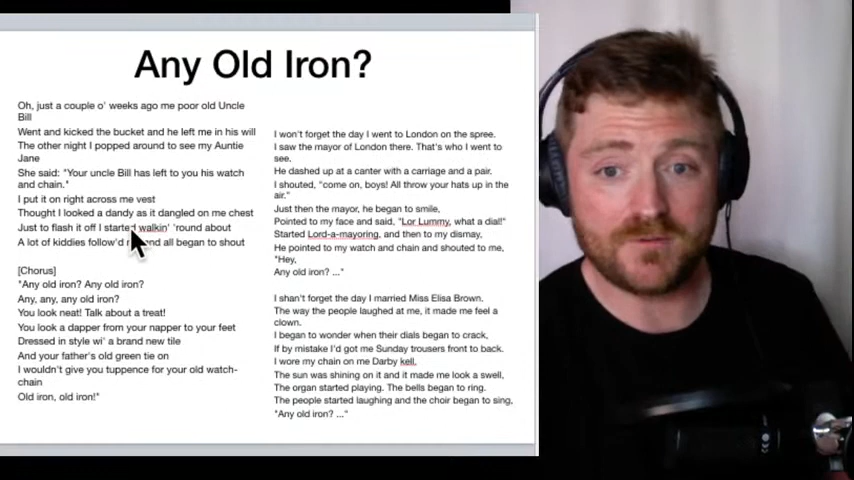 Any Old Iron?
Oh, just a couple o' weeks ago me poor old Uncle
Bill
Went and kicked the bucket and he left me in his will
The other night I popped around to see my Auntie
Jane
She said: "Your uncle Bill has left to you his watch
and chain."
I put it on right across me vest
Thought I looked a dandy as it dangled on me chest
Just to flash it off I started walkin' 'round about
A lot of kiddies follow'd end all began to shout
[Chorus]
"Any old iron? Any old iron?
Any, any, any old iron?
You look neat! Talk about a treat!
You look a dapper from your napper to your feet
Dressed in style wi' a brand new tile
And your father's old green tie on
I wouldn't give you tuppence for your old watch-
chain
Old iron, old iron!"
I won't forget the day I went to London on the spree.
I saw the mayor of London there. That's who I went to
see.
He dashed up at a canter with a carriage and a pair.
I shouted, "come on, boys! All throw your hats up in the
air."
Just then the mayor, he began to smile,
Pointed to my face and said, "Lor Lummy, what a dial!"
Started Lord-a-mayoring, and then to my dismay,
He pointed to my watch and chain and shouted to me,
"Hey,
Any old iron? ..."
I shan't forget the day I married Miss Elisa Brown.
The way the people laughed at me, it made me feel a
clown.
I began to wonder when their dials began to crack,
If by mistake I'd got me Sunday trousers front to back.
I wore my chain on me Darby kell,
The sun was shining on it and it made me look a swell,
The organ started playing. The bells began to ring.
The people started laughing and the choir began to sing,
"Any old iron? ..."